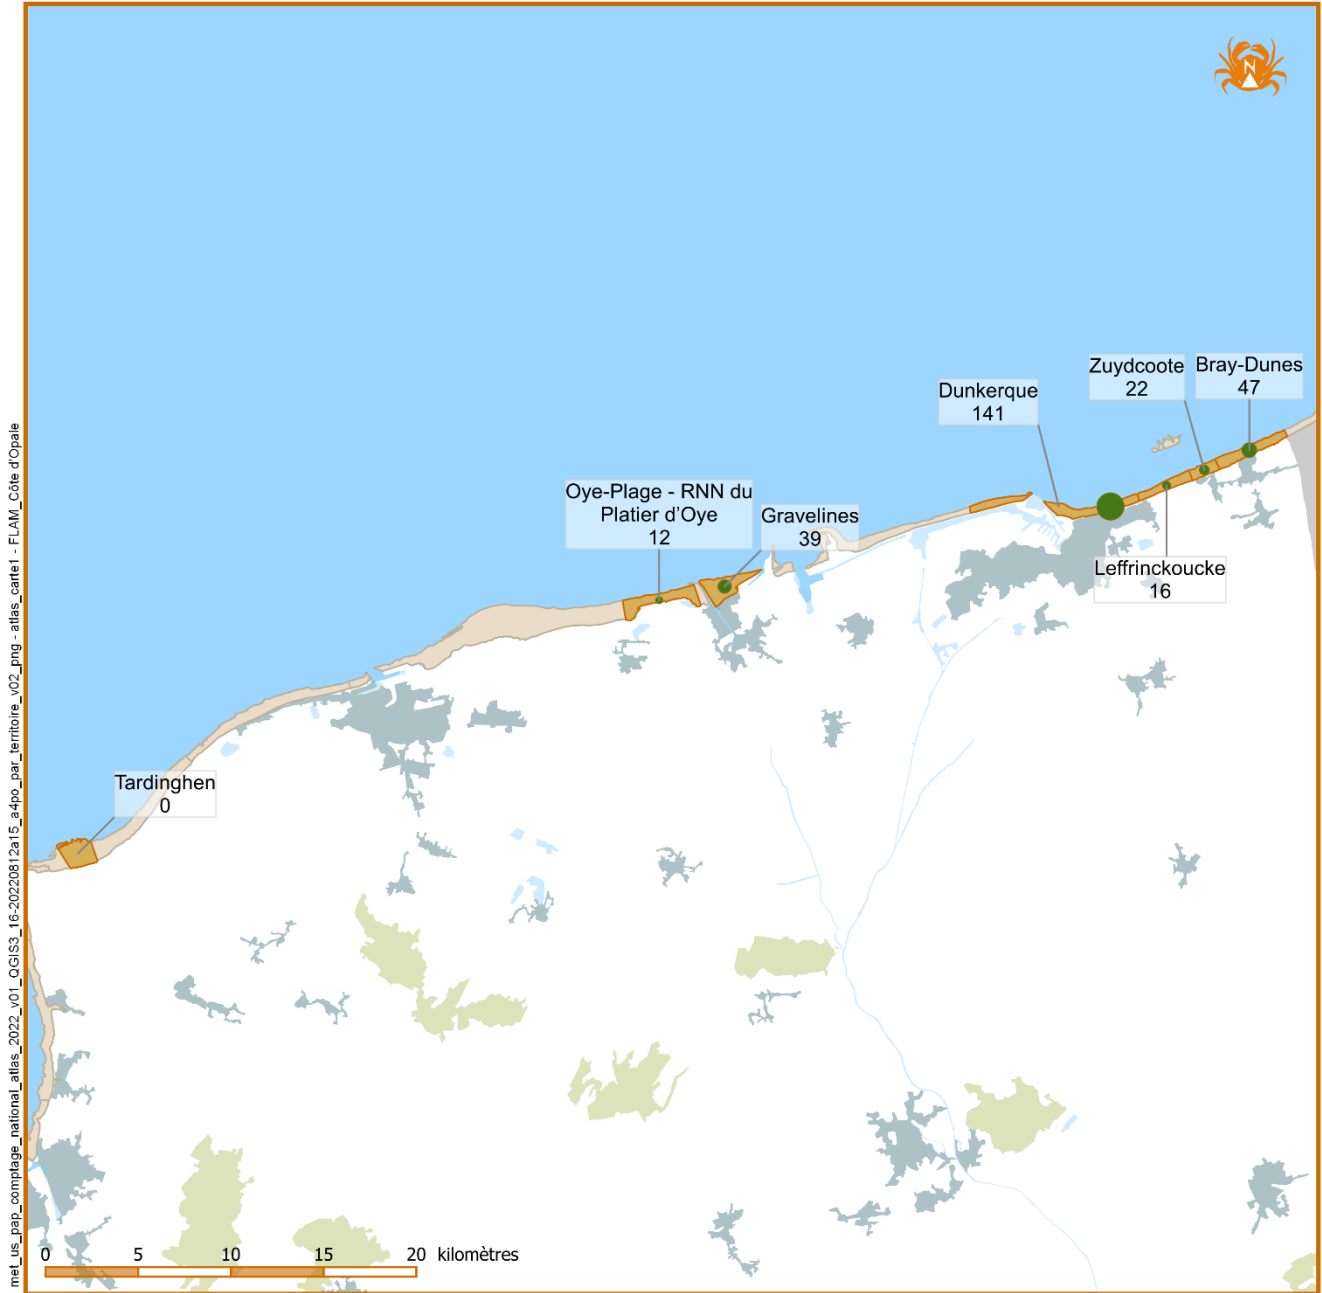 N
Zuydcoote
22
Bray-Dunes
47
Dunkerque
141
Oye-Plage - RNN du
Platier d'Oye
12
Gravelines
39
Leffrinckoucke
16
Tardinghen
0
0 5 10 15 20 kilomètres
met_us_pap_comptage_national_atlas_2022_v01_QGIS3_16-20220812a15_a4po_par_territoire_v02_png - atlas_carte1 - FLAM_Côte d'Opale